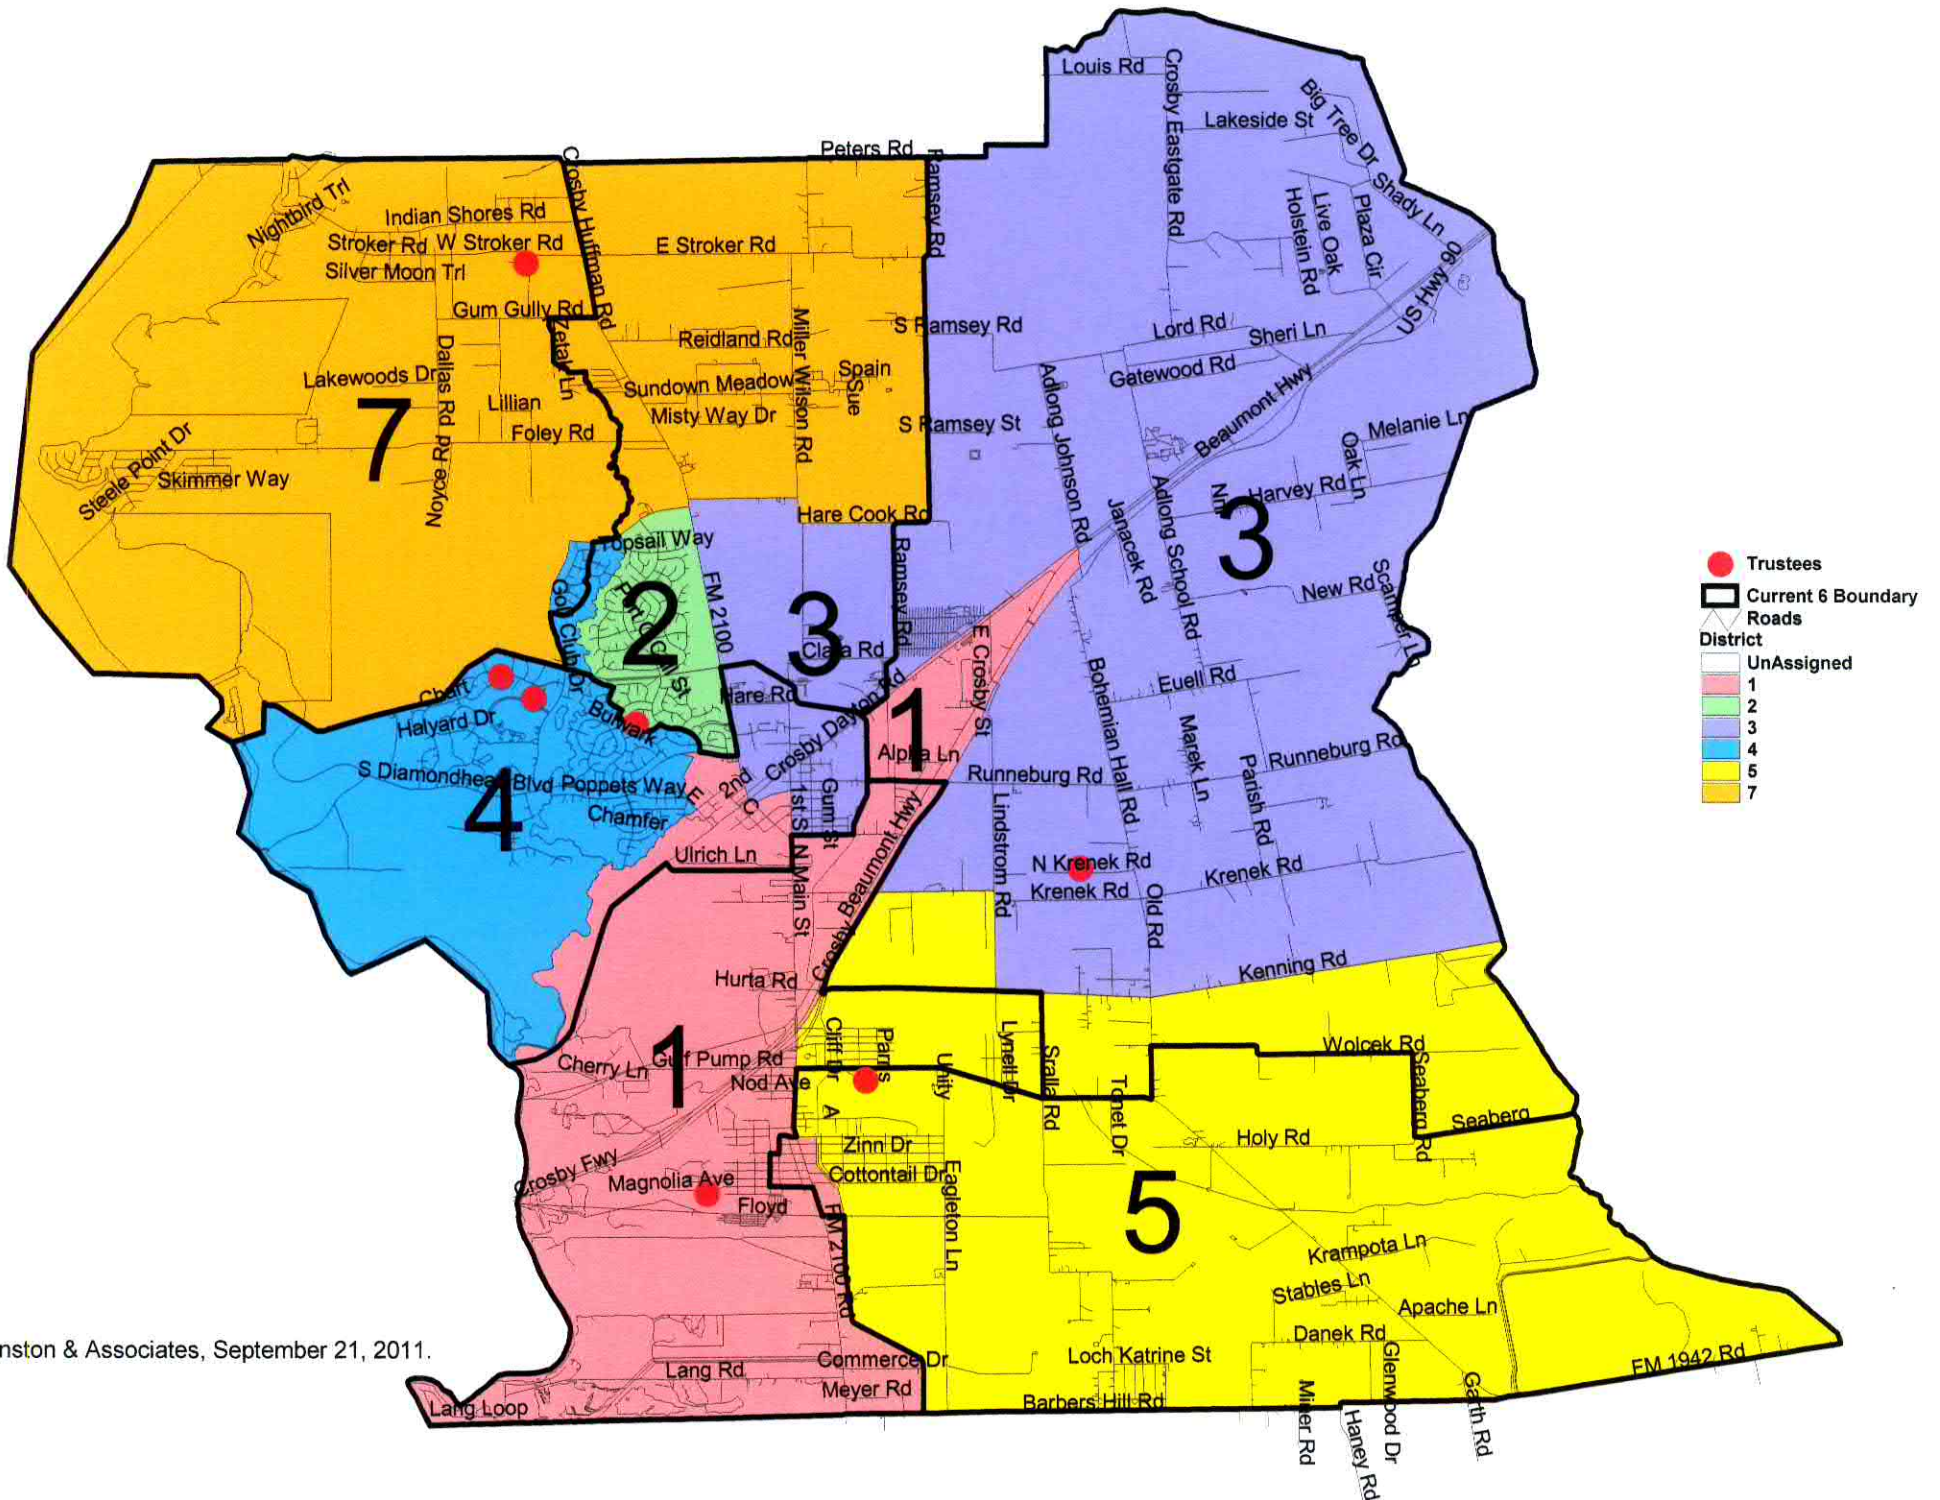 Louis Rd
Crosby Eastgate Rd
Lakeside St
Big Tree Dr
Shady Ln
Plaza Cir
Live Oak
Holstein Rd
US Hwy 90
Peters Rd
Ramsey Rd
Crosby Huffman Rd
Nightbird Trl
Indian Shores Rd
Stroker Rd
W Stroker Rd
E Stroker Rd
Silver Moon Trl
Gum Gully Rd
Zetak Ln
Reidland Rd
Miller Wilson Rd
S Ramsey Rd
Lord Rd
Sheri Ln
Gatewood Rd
Beaumont Hwy
Lakewoods Dr
Dallas Rd
Noyce Rd
Lillian
Foley Rd
Sundown Meadow
Misty Way Dr
Spain
Sue
S Ramsey St
Adlong Johnson Rd
Melanie Ln
Oak Ln
Harvey Rd
7
Steele Point Dr
Skimmer Way
Hare Cook Rd
Janacek Rd
Adlong School Rd
3
Topsail Way
Golf Club Dr
2
FM 2100
3
Ramsey Rd
Clara Rd
New Rd
Scamper Ln
E Crosby St
Hare Rd
Crosby Dayton Rd
1
Alpha Ln
Bohemian Hall Rd
Euell Rd
Marek Ln
Parish Rd
Runneburg Rd
Runneburg Rd
Chart
Halyard Dr
Bulwark
S Diamondhead Blvd
Poppets Way
Chamfer
4
E
2nd
C
1st S
Gum St
Ulrich Ln
N Main St
Crosby Beaumont Hwy
Lindstrom Rd
N Krenek Rd
Krenek Rd
Krenek Rd
Old Rd
Kenning Rd
Hurta Rd
1
Cherry Ln
Gulf Pump Rd
Nod Ave
Cliff Dr
Parris
Unity
Lynell Dr
Sralla Rd
Tonet Dr
Wolcek Rd
Seaberg Rd
Seaberg
A
Zinn Dr
Cottontail Dr
Eagleton Ln
Holy Rd
5
Crosby Fwy
Magnolia Ave
Floyd
FM 2100 Rd
Krampota Ln
Stables Ln
Apache Ln
Danek Rd
Glenwood Dr
FM 1942 Rd
Loch Katrine St
Barbers Hill Rd
Commerce Dr
Meyer Rd
Lang Rd
Lang Loop
Miner Rd
Haney Rd
Garth Rd
nston & Associates, September 21, 2011.
Trustees
Current 6 Boundary
Roads
District
UnAssigned
1
2
3
4
5
7